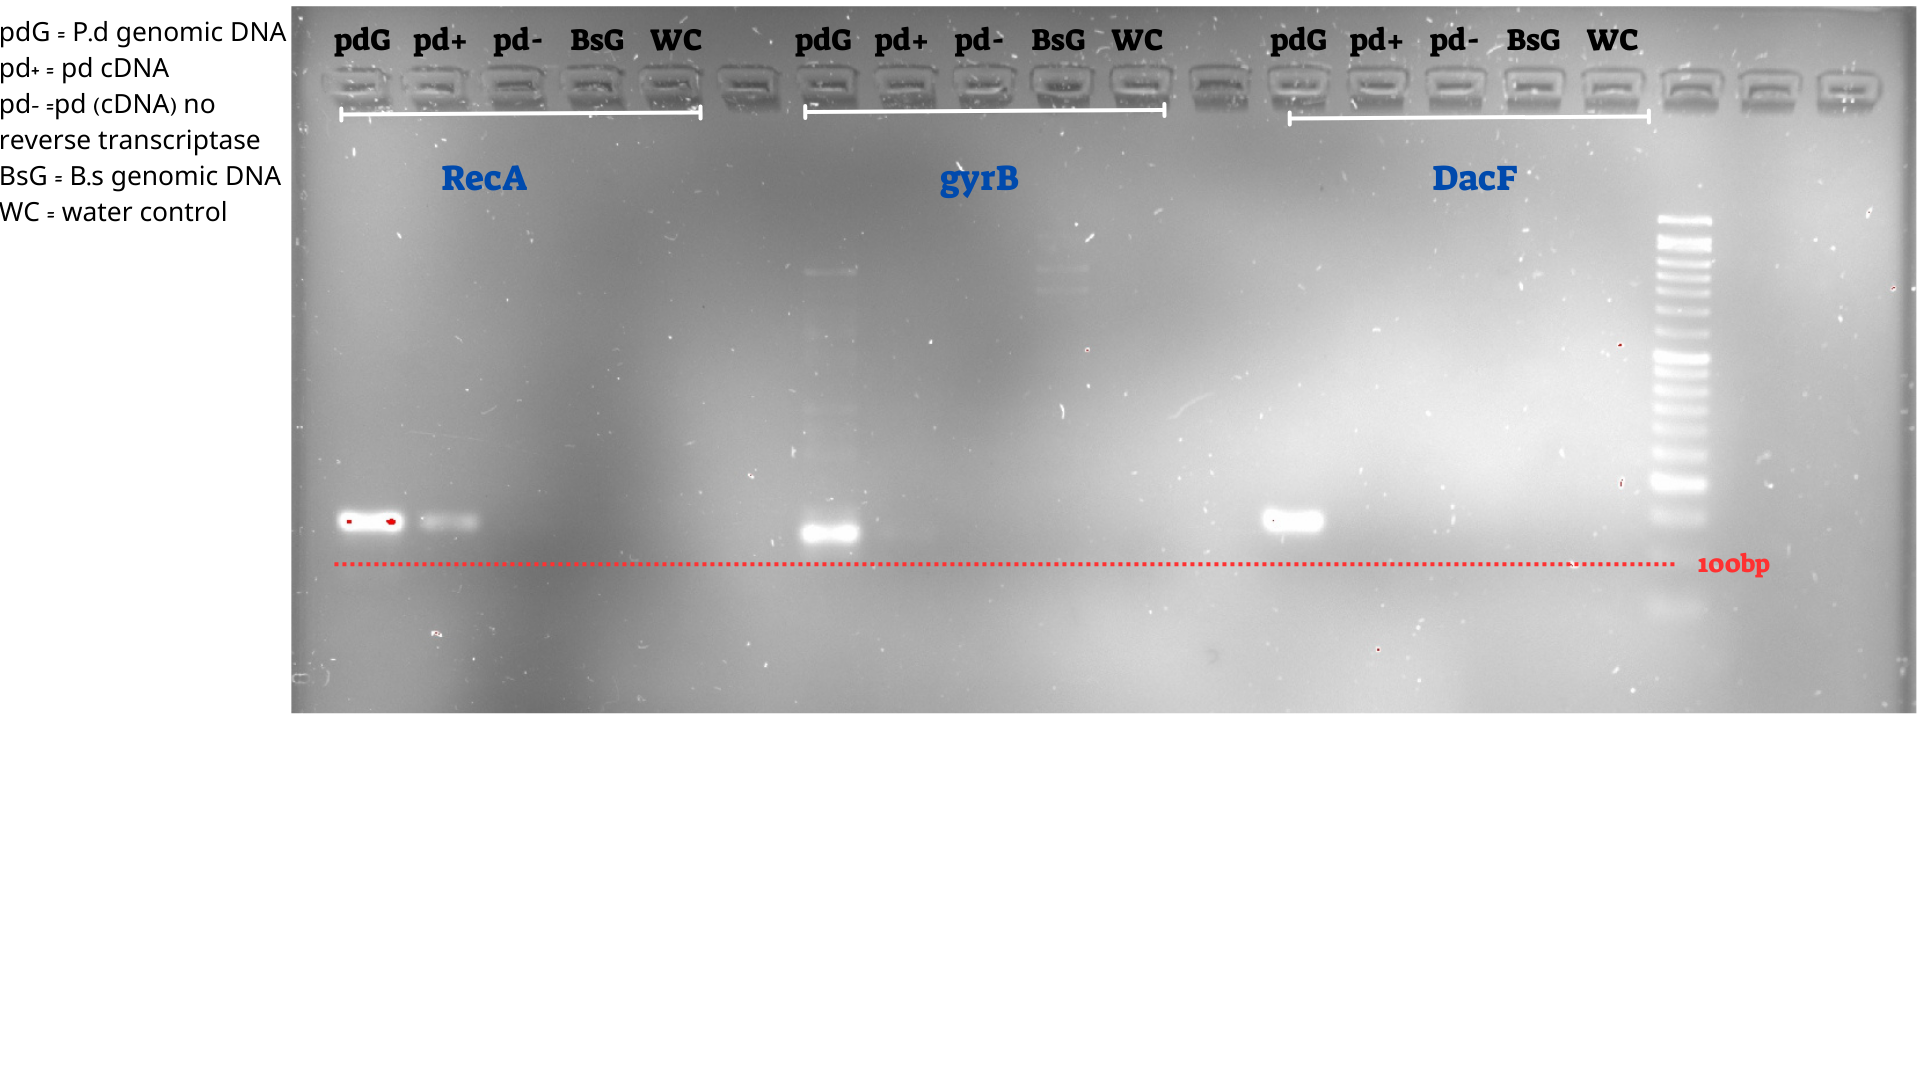 pdG = P.d genomic DNA
pd+ = pd cDNA
pd- =pd (cDNA) no
reverse transcriptase
BsG = B.s genomic DNA
WC = water control
pdG pd+ pd- BsG WC pdG pd+ pd- BsG WC pdG pd+ pd- BsG WC
RecA gyrB DacF
100bp